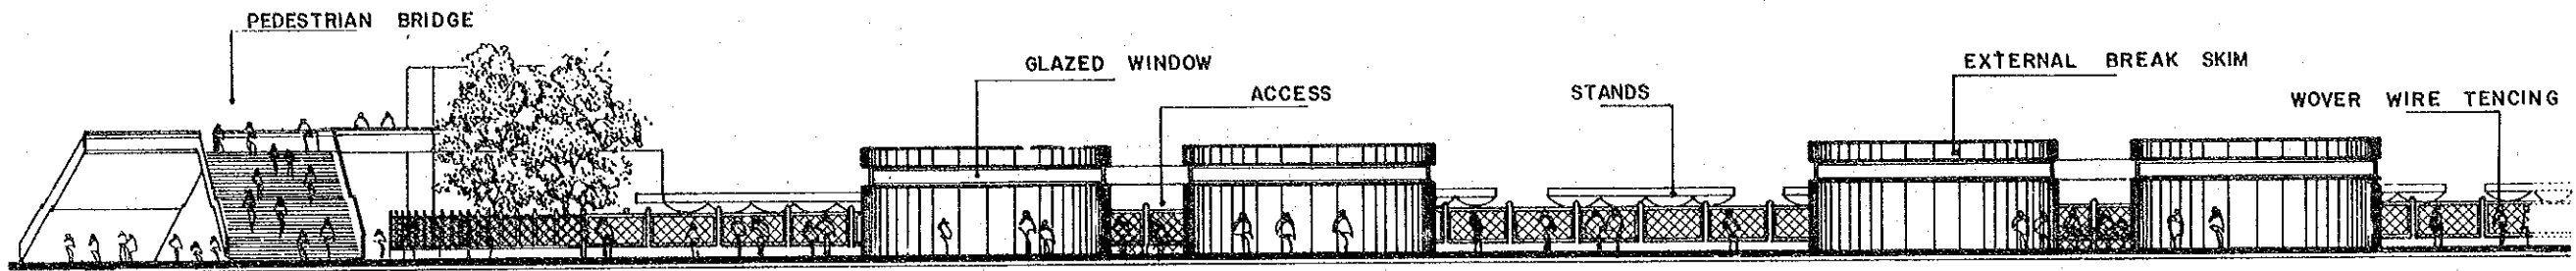 PEDESTRIAN BRIDGE
GLAZED WINDOW
ACCESS
STANDS
EXTERNAL BREAK SKIM
WOVER WIRE TENCING